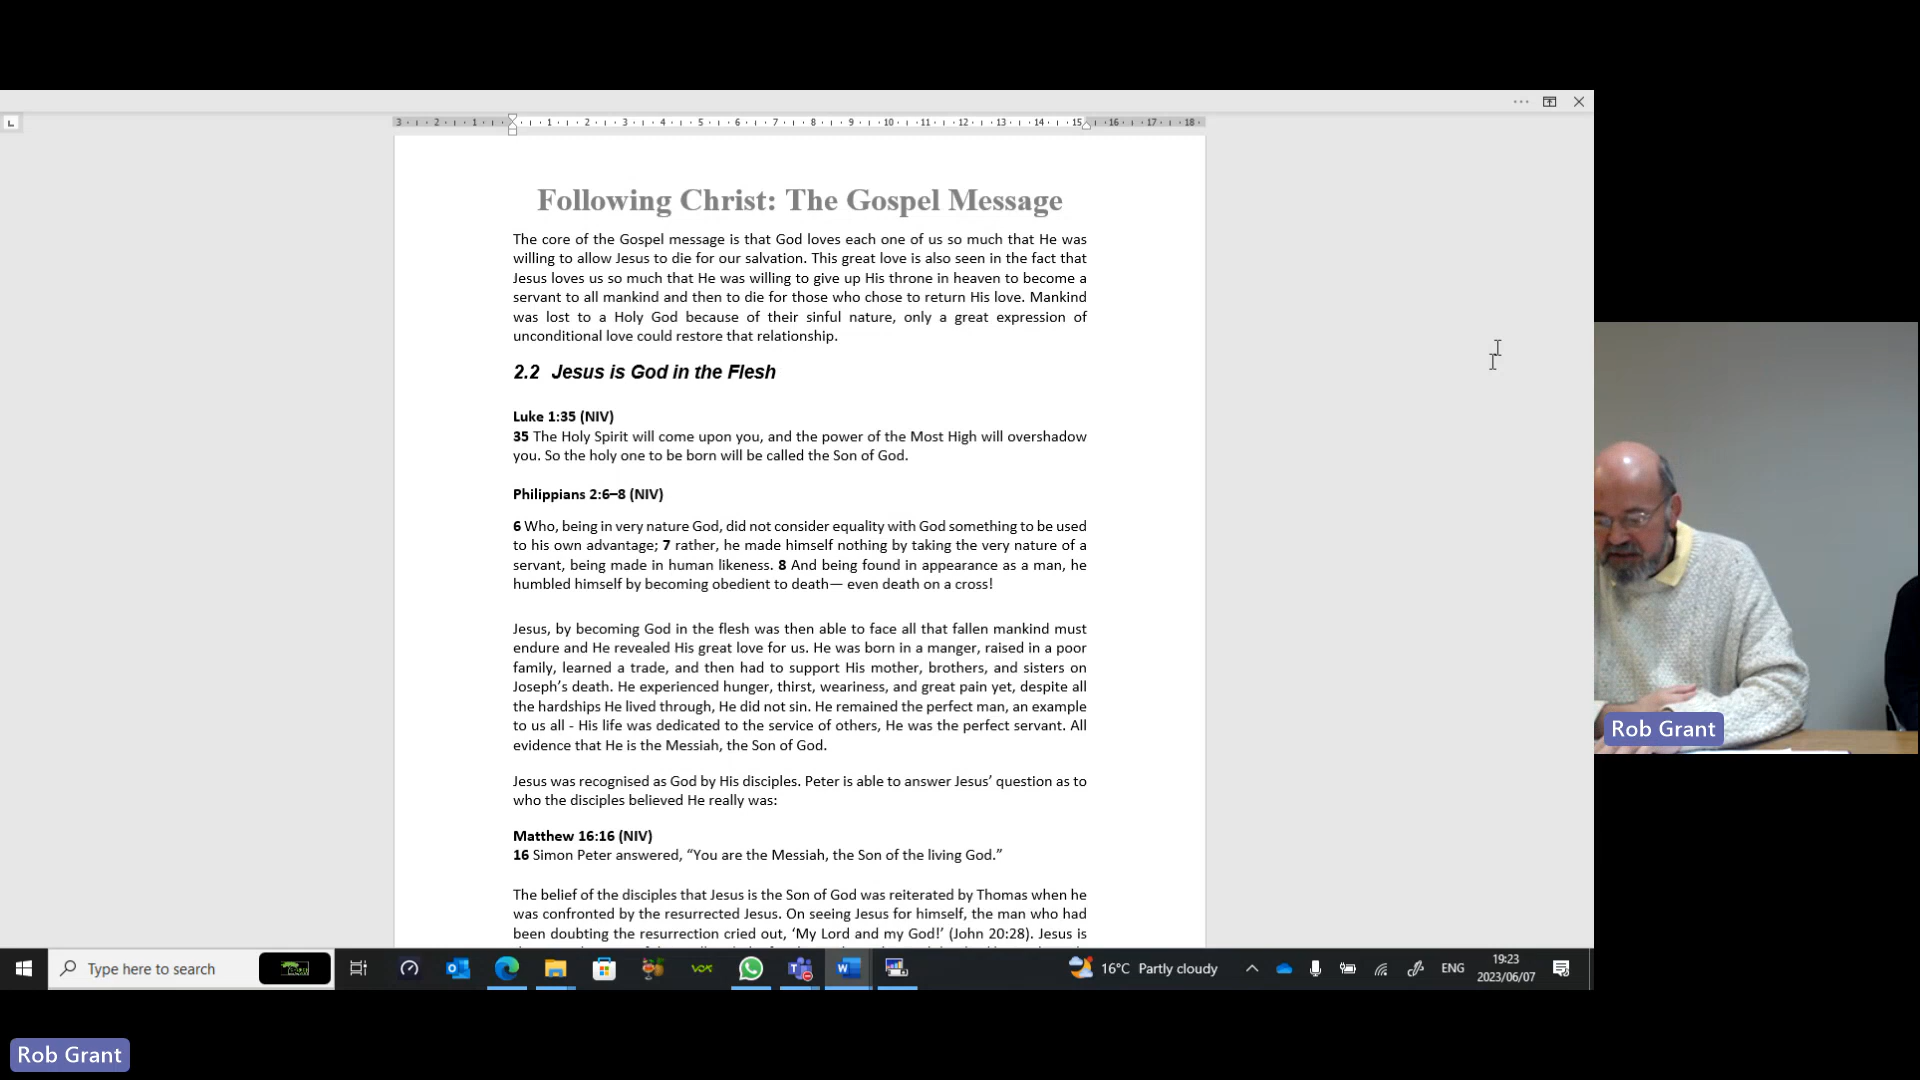 3 2 1 1 2 3 4 5 6 7 8 9 10 11 12 13 14 15 16 17 18
Following Christ: The Gospel Message
The core of the Gospel message is that God loves each one of us so much that He was
willing to allow Jesus to die for our salvation. This great love is also seen in the fact that
Jesus loves us so much that He was willing to give up His throne in heaven to become a
servant to all mankind and then to die for those who chose to return His love. Mankind
was lost to a Holy God because of their sinful nature, only a great expression of
unconditional love could restore that relationship.
2.2 Jesus is God in the Flesh
Luke 1:35 (NIV)
35 The Holy Spirit will come upon you, and the power of the Most High will overshadow
you. So the holy one to be born will be called the Son of God.
Philippians 2:6–8 (NIV)
6 Who, being in very nature God, did not consider equality with God something to be used
to his own advantage; 7 rather, he made himself nothing by taking the very nature of a
servant, being made in human likeness. 8 And being found in appearance as a man, he
humbled himself by becoming obedient to death— even death on a cross!
Jesus, by becoming God in the flesh was then able to face all that fallen mankind must
endure and He revealed His great love for us. He was born in a manger, raised in a poor
family, learned a trade, and then had to support His mother, brothers, and sisters on
Joseph’s death. He experienced hunger, thirst, weariness, and great pain yet, despite all
the hardships He lived through, He did not sin. He remained the perfect man, an example
to us all - His life was dedicated to the service of others, He was the perfect servant. All
evidence that He is the Messiah, the Son of God.
Jesus was recognised as God by His disciples. Peter is able to answer Jesus’ question as to
who the disciples believed He really was:
Matthew 16:16 (NIV)
16 Simon Peter answered, “You are the Messiah, the Son of the living God.”
The belief of the disciples that Jesus is the Son of God was reiterated by Thomas when he
was confronted by the resurrected Jesus. On seeing Jesus for himself, the man who had
been doubting the resurrection cried out, ‘My Lord and my God!’ (John 20:28). Jesus is
Rob Grant
Type here to search
VOX
16°C Partly cloudy
ENG
19:23
2023/06/07
Rob Grant